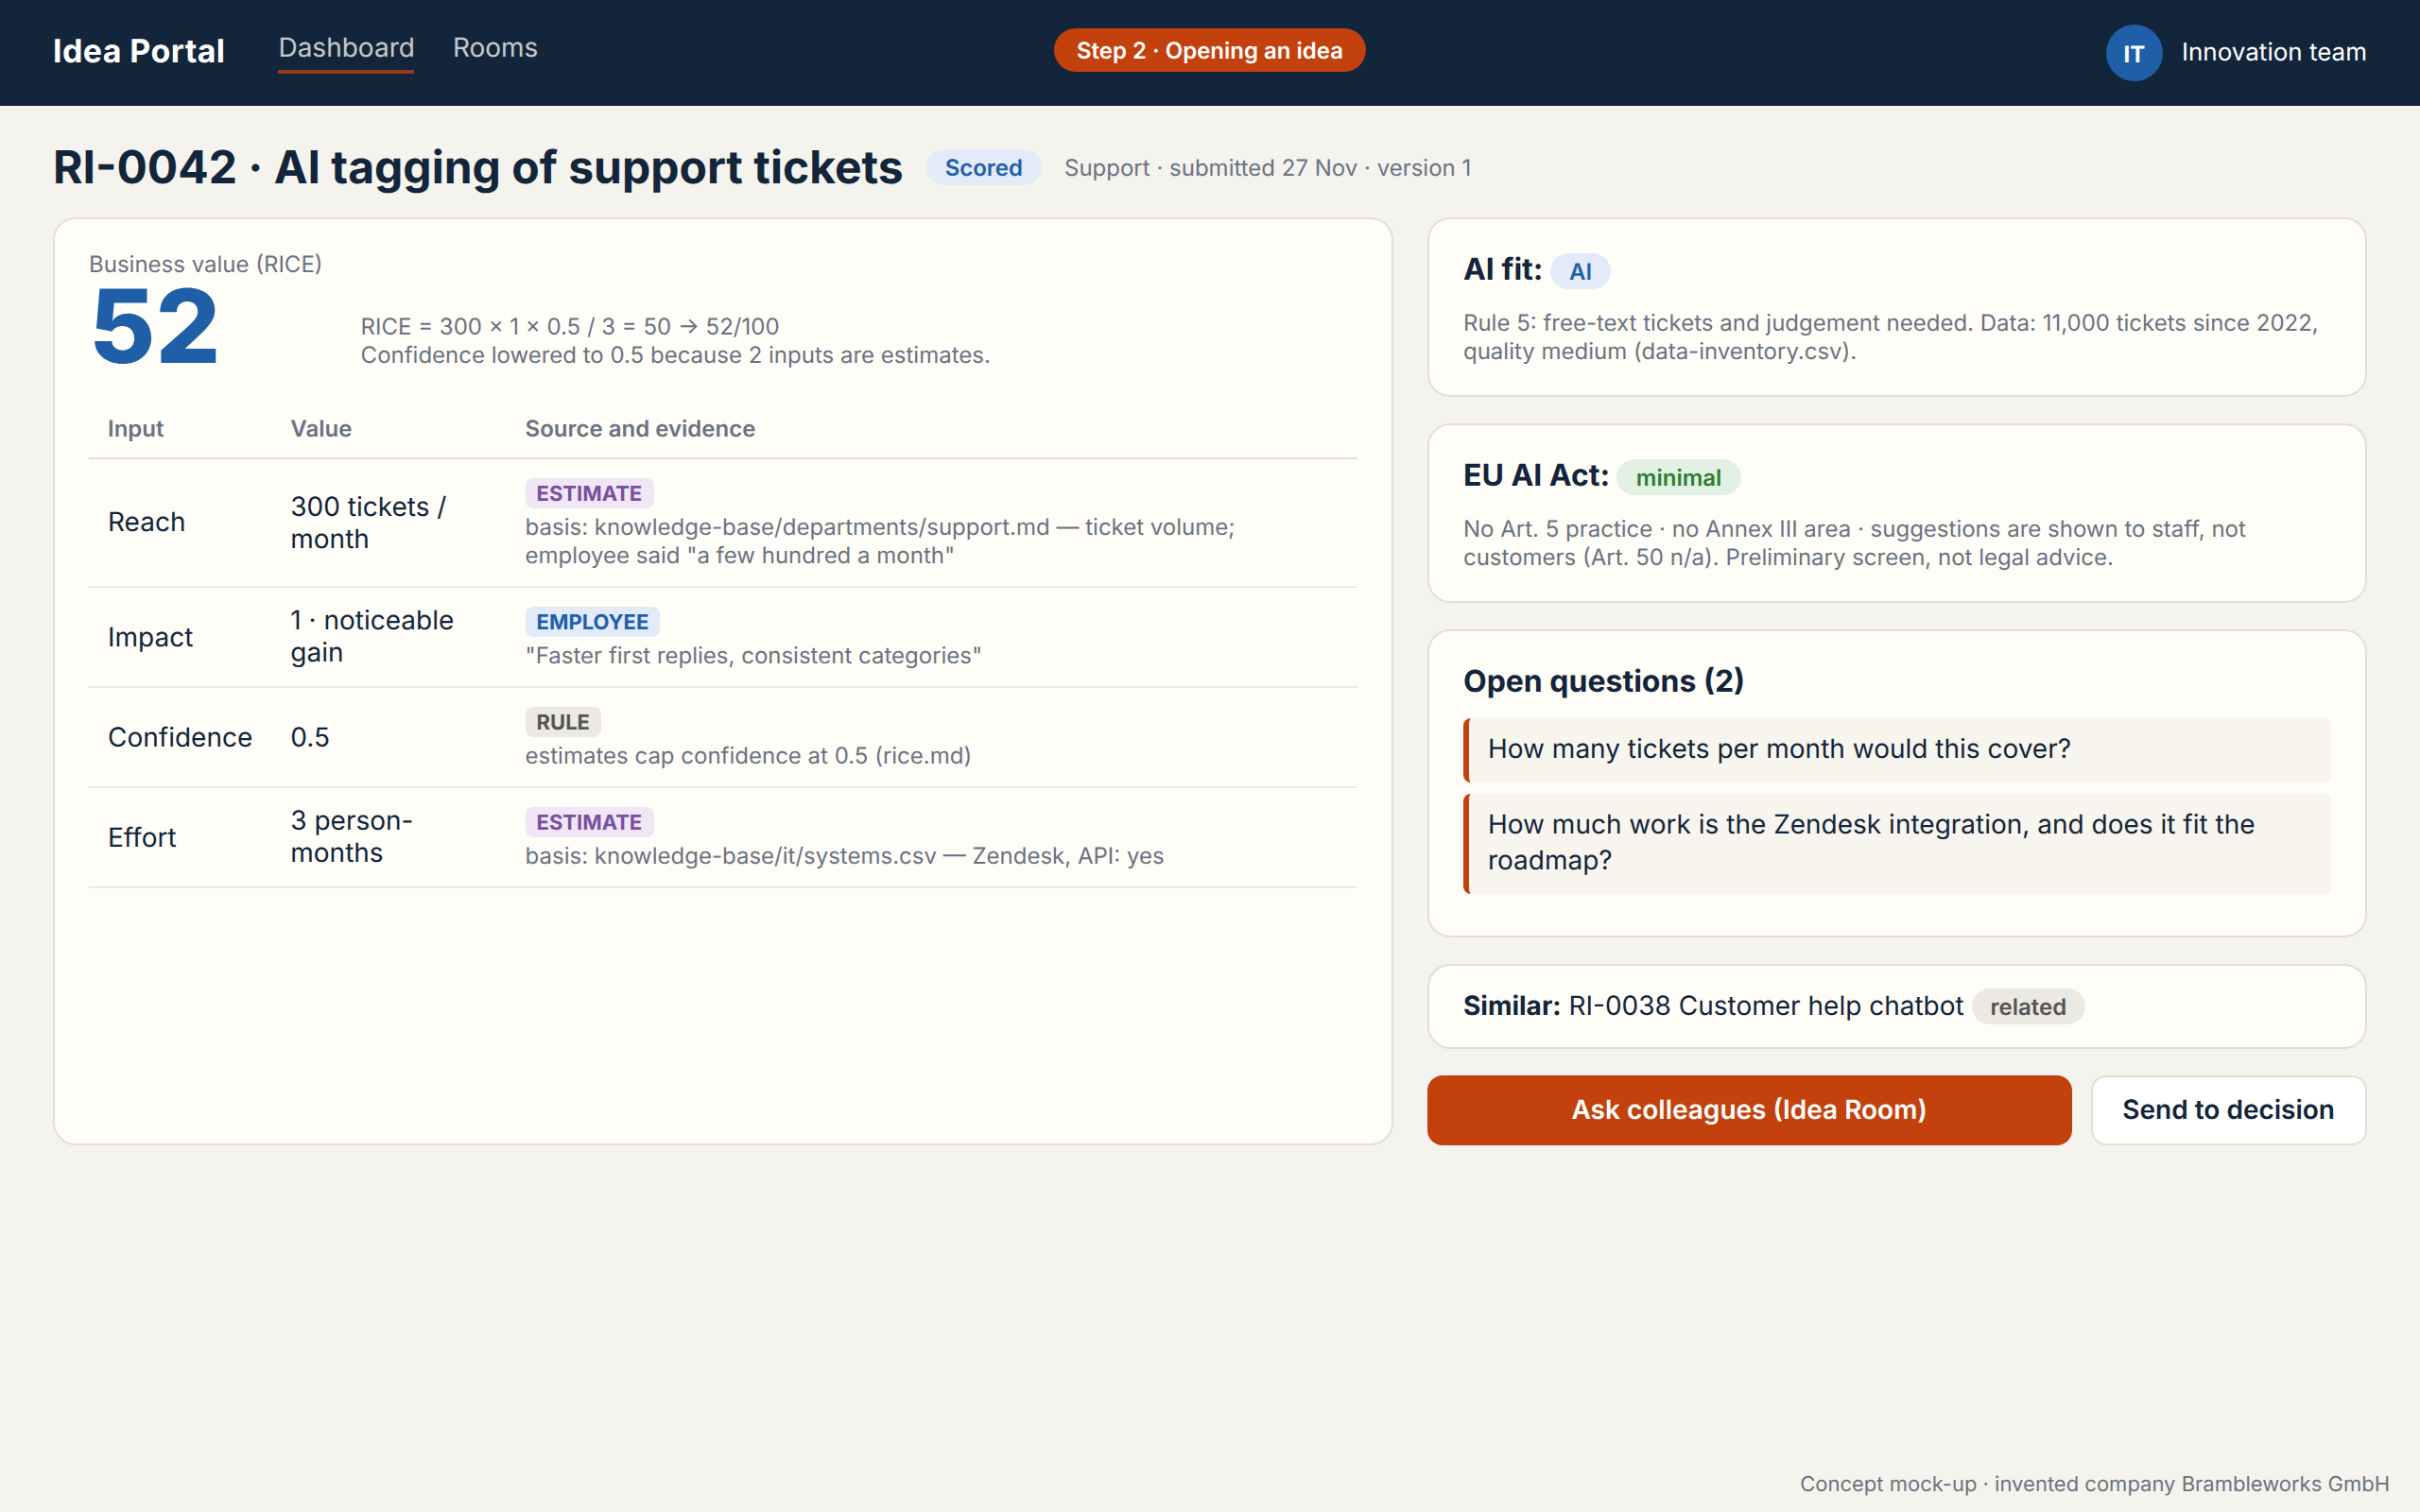 Idea Portal
Dashboard
Rooms
Step 2 · Opening an idea
IT
Innovation team
RI-0042 · AI tagging of support tickets
Scored
Support · submitted 27 Nov · version 1
Business value (RICE)
52
RICE = 300 × 1 × 0.5 / 3 = 50 → 52/100
Confidence lowered to 0.5 because 2 inputs are estimates.
Input
Value
Source and evidence
Reach
300 tickets /
month
ESTIMATE
basis: knowledge-base/departments/support.md — ticket volume;
employee said "a few hundred a month"
Impact
1 · noticeable
gain
EMPLOYEE
"Faster first replies, consistent categories"
Confidence
0.5
RULE
estimates cap confidence at 0.5 (rice.md)
Effort
3 person-
months
ESTIMATE
basis: knowledge-base/it/systems.csv — Zendesk, API: yes
AI fit: AI
Rule 5: free-text tickets and judgement needed. Data: 11,000 tickets since 2022,
quality medium (data-inventory.csv).
EU AI Act: minimal
No Art. 5 practice · no Annex III area · suggestions are shown to staff, not
customers (Art. 50 n/a). Preliminary screen, not legal advice.
Open questions (2)
How many tickets per month would this cover?
How much work is the Zendesk integration, and does it fit the
roadmap?
Similar: RI-0038 Customer help chatbot related
Ask colleagues (Idea Room)
Send to decision
Concept mock-up · invented company Brambleworks GmbH